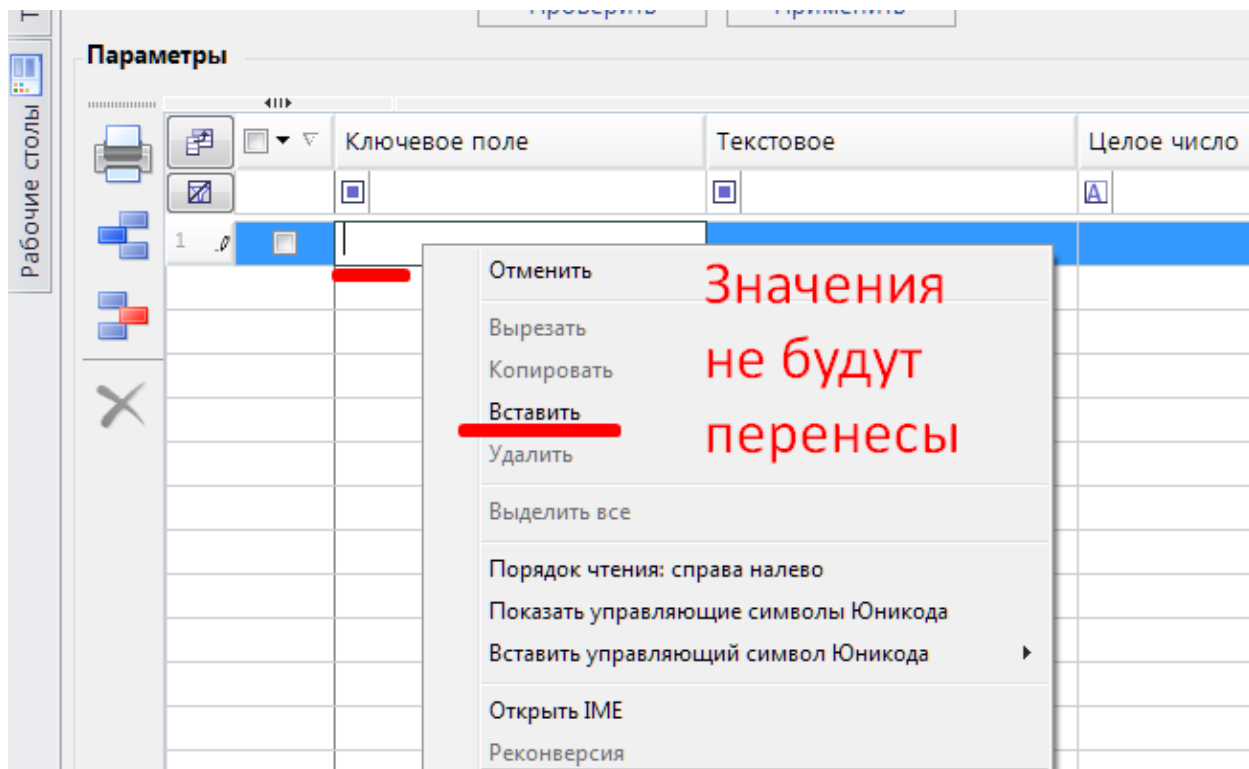 Проверить Применить
Параметры
Рабочие столы
Ключевое поле Текстовое Целое число
A
1
Отменить
Вырезать
Копировать
Вставить
Удалить
Выделить все
Порядок чтения: справа налево
Показать управляющие символы Юникода
Вставить управляющий символ Юникода
Открыть IME
Реконверсия
Значения
не будут
перенесы